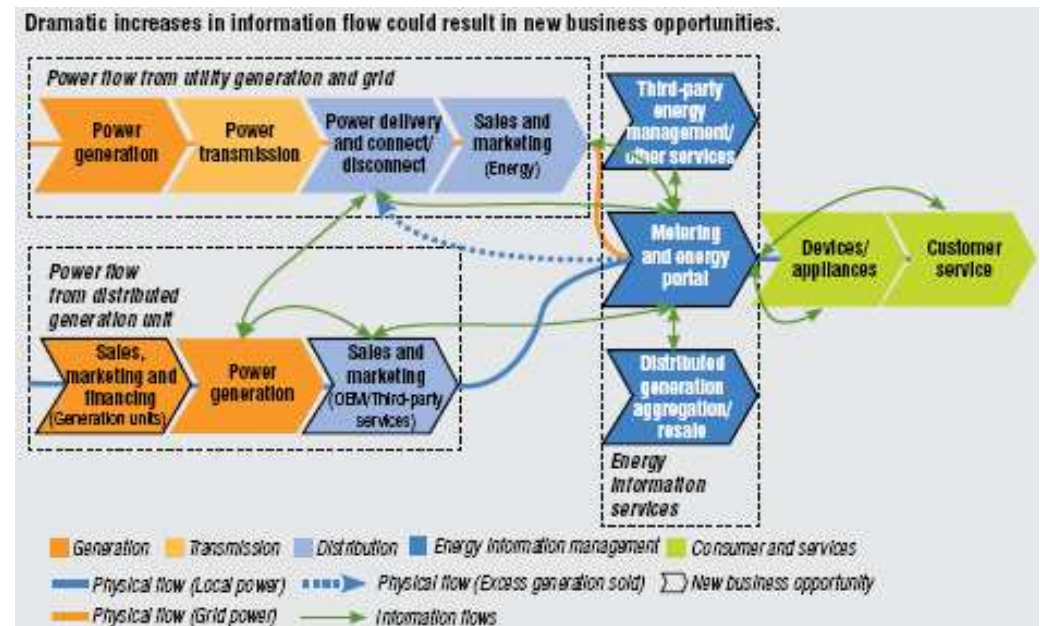 Dramatic increases in information flow could result in new business opportunities.
Power flow from utility generation and grid
Power
generation
Power
transmission
Power delivery
and connect/
disconnect
Sales and
marketing
(Energy)
Third-party
energy
management/
other services
Metering
and energy
portal
Devices/
appliances
Customer
service
Power flow
from distributed
generation unit
Sales,
marketing and
financing
(Generation units)
Power
generation
Sales and
marketing
(OEM/Third-party
services)
Distributed
generation
aggregation/
resale
Energy
information
services
Generation
Transmission
Distribution
Energy information management
Consumer and services
Physical flow (Local power)
Physical flow (Excess generation sold)
New business opportunity
Physical flow (Grid power)
Information flows